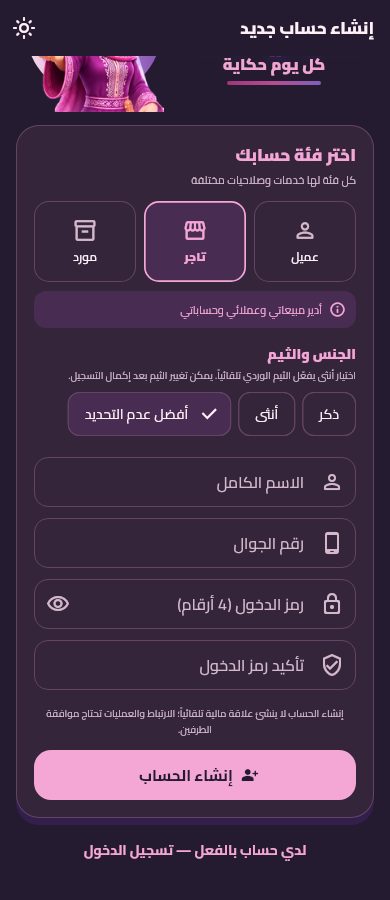 إنشاء حساب جديد
كل يوم حكاية
اختر فئة حسابك
كل فئة لها خدمات وصلاحيات مختلفة
عميل
تاجر
مورد
أدير مبيعاتي وعملائي وحساباتي
الجنس والثيم
اختيار أنثى يفعّل الثيم الوردي تلقائياً. يمكن تغيير الثيم بعد إكمال التسجيل.
ذكر
أنثى
أفضل عدم التحديد
الاسم الكامل
رقم الجوال
رمز الدخول (4 أرقام)
تأكيد رمز الدخول
إنشاء الحساب لا ينشئ علاقة مالية تلقائياً؛ الارتباط والعمليات تحتاج موافقة
الطرفين.
إنشاء الحساب
لدي حساب بالفعل — تسجيل الدخول